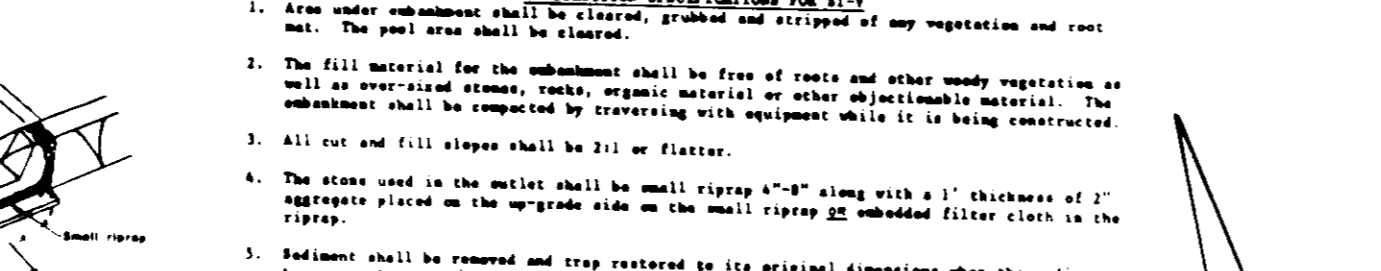 SPECIFICATIONS FOR ST-V
1. Area under embankment shall be cleared, grubbed and stripped of any vegetation and root
mat. The pool area shall be cleared.
2. The fill material for the embankment shall be free of roots and other woody vegetation as
well as over-sized stones, rocks, organic material or other objectionable material. The
embankment shall be compacted by traversing with equipment while it is being constructed.
3. All cut and fill slopes shall be 2:1 or flatter.
4. The stone used in the outlet shall be small riprap 4"-8" along with a 1' thickness of 2"
aggregate placed on the up-grade side on the small riprap OR embedded filter cloth in the
riprap.
Small riprap
5. Sediment shall be removed and trap restored to its original dimensions when the